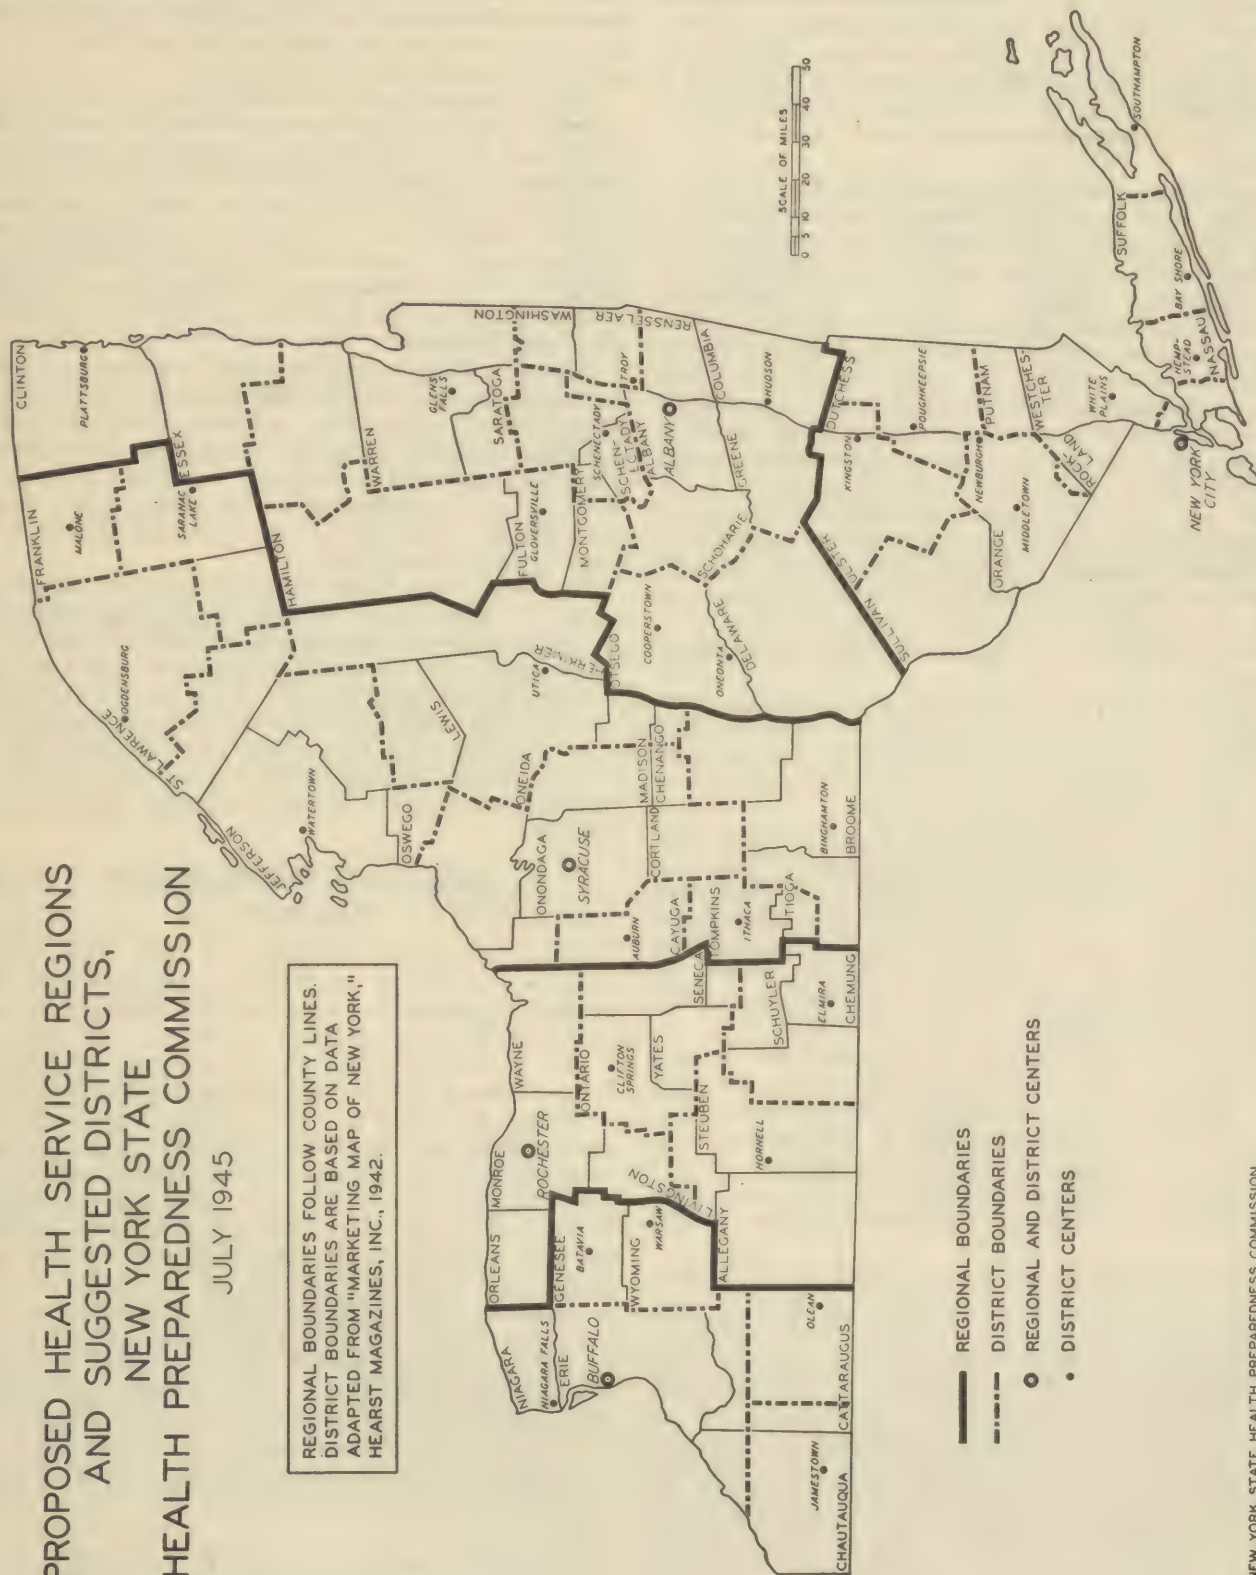 PROPOSED HEALTH SERVICE REGIONS
AND SUGGESTED DISTRICTS,
NEW YORK STATE
HEALTH PREPAREDNESS COMMISSION
JULY 1945
REGIONAL BOUNDARIES FOLLOW COUNTY LINES.
DISTRICT BOUNDARIES ARE BASED ON DATA
ADAPTED FROM "MARKETING MAP OF NEW YORK,"
HEARST MAGAZINES, INC., 1942.
CLINTON
PLATTSBURG
FRANKLIN
MALONE
ESSEX
SARANAC
LAKE
ST. LAWRENCE
OGDENSBURG
HAMILTON
WARREN
GLENS
FALLS
WASHINGTON
SARATOGA
JEFFERSON
WATERTOWN
LEWIS
OSWEGO
HERKIMER
UTICA
ONEIDA
FULTON
GLOVERSVILLE
MONTGOMERY
SCHENECTADY
SCHEN-
ECTADY
RENSSELAER
TROY
ALBANY
ALBANY
COLUMBIA
HUDSON
GREENE
SCHOHARIE
OTSEGO
COOPERSTOWN
ONEONTA
DELAWARE
MADISON
CHENANGO
ONONDAGA
SYRACUSE
CORTLAND
CAYUGA
AUBURN
TOMPKINS
ITHACA
TIOGA
BINGHAMTON
BROOME
SENECA
WAYNE
ONTARIO
CLIFTON
SPRINGS
YATES
SCHUYLER
ELMIRA
CHEMUNG
STEUBEN
HORNELL
MONROE
ROCHESTER
LIVINGSTON
ORLEANS
GENESEE
BATAVIA
WYOMING
WARSAW
ALLEGANY
NIAGARA
NIAGARA FALLS
ERIE
BUFFALO
OLEAN
CATTARAUGUS
JAMESTOWN
CHAUTAUQUA
SULLIVAN
ULSTER
KINGSTON
DUTCHESS
POUGHKEEPSIE
NEWBURGH
PUTNAM
ORANGE
MIDDLETOWN
WESTCHES-
TER
WHITE
PLAINS
ROCK-
LAND
NEW YORK
CITY
HEMP-
STEAD
NASSAU
BAY SHORE
SUFFOLK
SOUTHAMPTON
SCALE OF MILES
0 5 10 20 30 40 50
REGIONAL BOUNDARIES
DISTRICT BOUNDARIES
REGIONAL AND DISTRICT CENTERS
DISTRICT CENTERS
NEW YORK STATE HEALTH PREPAREDNESS COMMISSION